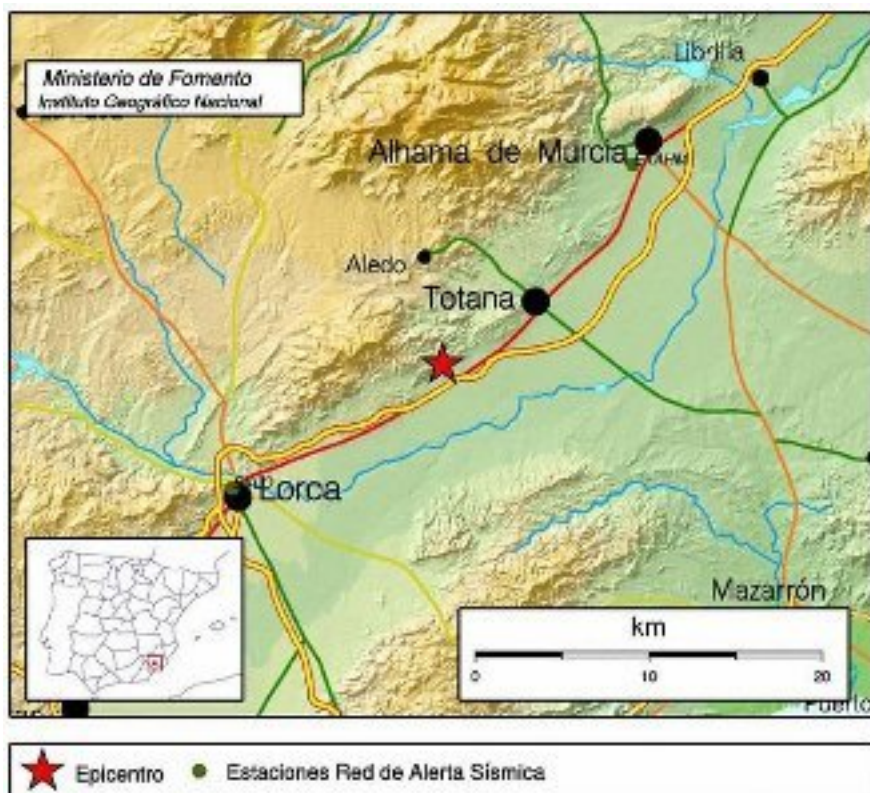 Ministerio de Fomento
Instituto Geográfico Nacional
Librilla
Alhama de Murcia
Aledo
Totana
Lorca
Mazarrón
km
0 10 20
Puerto
Epicentro
Estaciones Red de Alerta Sísmica